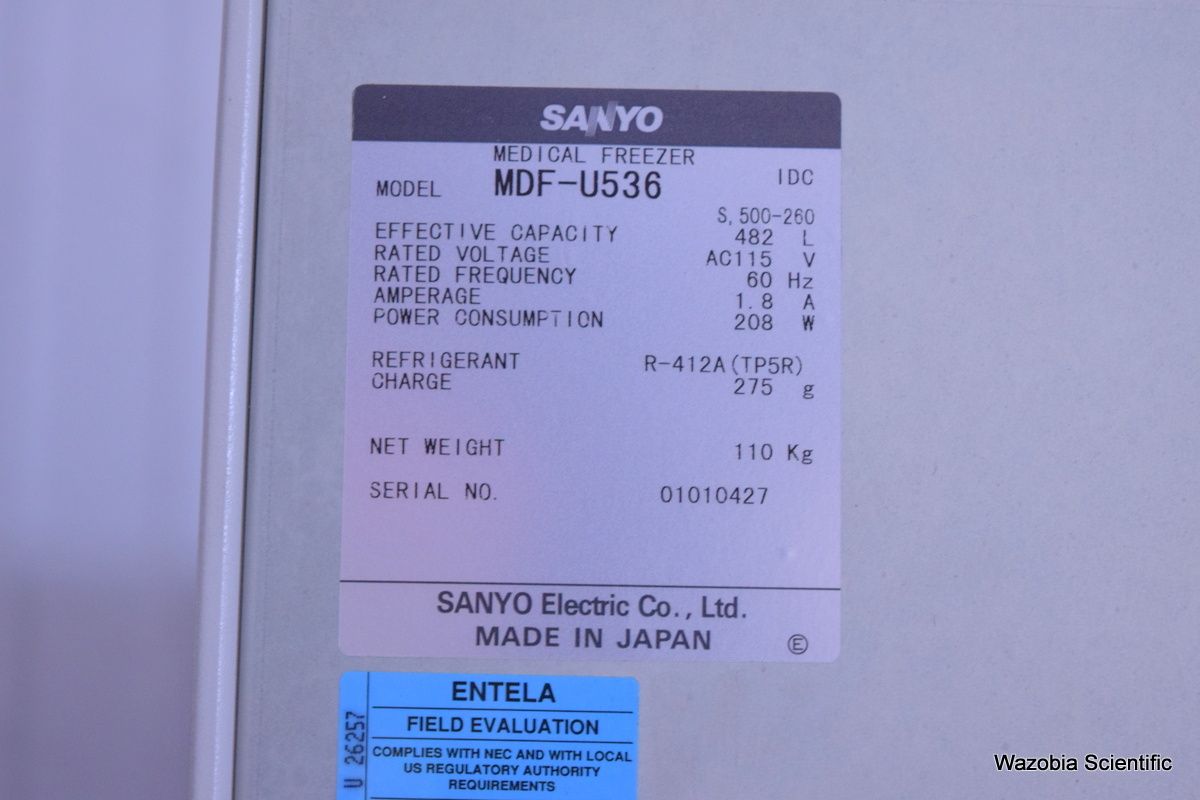 SANYO
MEDICAL FREEZER
MODEL MDF-U536 IDC
S,500-260
EFFECTIVE CAPACITY 482 L
RATED VOLTAGE AC115 V
RATED FREQUENCY 60 Hz
AMPERAGE 1.8 A
POWER CONSUMPTION 208 W
REFRIGERANT R-412A(TP5R)
CHARGE 275 g
NET WEIGHT 110 Kg
SERIAL NO. 01010427
SANYO Electric Co., Ltd.
MADE IN JAPAN Ⓔ
U 26257
ENTELA
FIELD EVALUATION
COMPLIES WITH NEC AND WITH LOCAL
US REGULATORY AUTHORITY
REQUIREMENTS
Wazobia Scientific